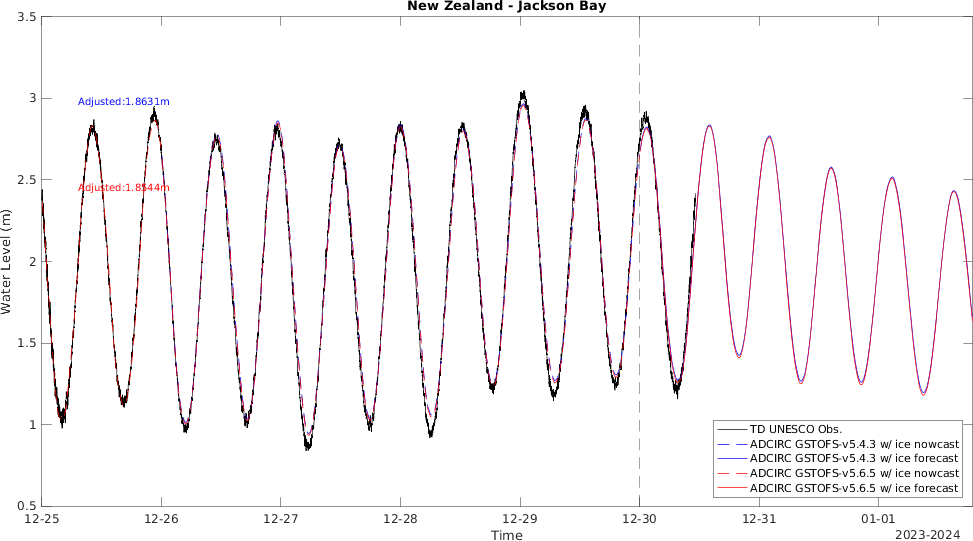 New Zealand - Jackson Bay
3.5
3
2.5
2
1.5
1
0.5
Water Level (m)
Adjusted:1.8631m
Adjusted:1.8544m
TD UNESCO Obs.
ADCIRC GSTOFS-v5.4.3 w/ ice nowcast
ADCIRC GSTOFS-v5.4.3 w/ ice forecast
ADCIRC GSTOFS-v5.6.5 w/ ice nowcast
ADCIRC GSTOFS-v5.6.5 w/ ice forecast
12-25 12-26 12-27 12-28 12-29 12-30 12-31 01-01
Time
2023-2024